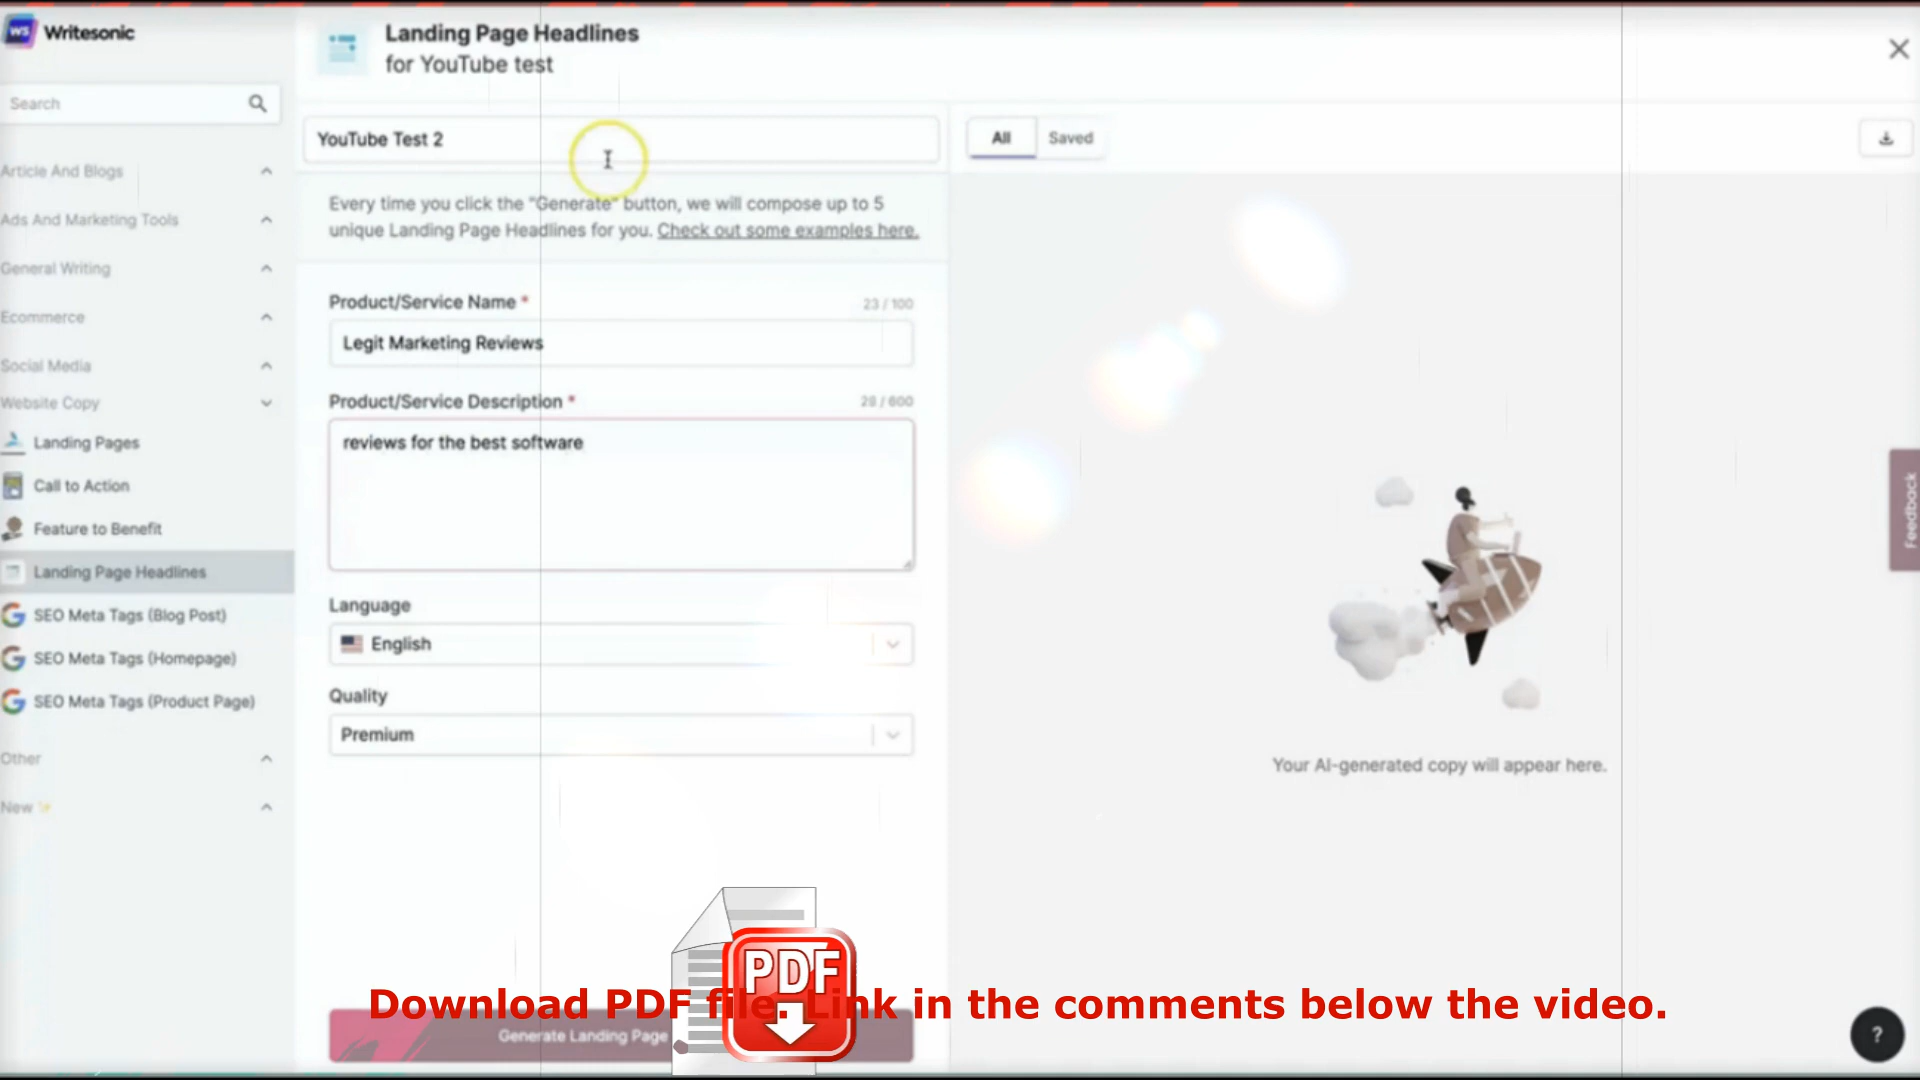 Writesonic
Landing Page Headlines
for YouTube test
Search
YouTube Test 2
All
Saved
Article And Blogs
Ads And Marketing Tools
General Writing
Ecommerce
Social Media
Website Copy
Landing Pages
Call to Action
Feature to Benefit
Landing Page Headlines
SEO Meta Tags (Blog Post)
SEO Meta Tags (Homepage)
SEO Meta Tags (Product Page)
Other
New
Every time you click the "Generate" button, we will compose up to 5
unique Landing Page Headlines for you. Check out some examples here.
Product/Service Name *
23 / 100
Legit Marketing Reviews
Product/Service Description *
28 / 600
reviews for the best software
Language
English
Quality
Premium
Your AI-generated copy will appear here.
Feedback
PDF
Download PDF file. Link in the comments below the video.
Generate Landing Page
?